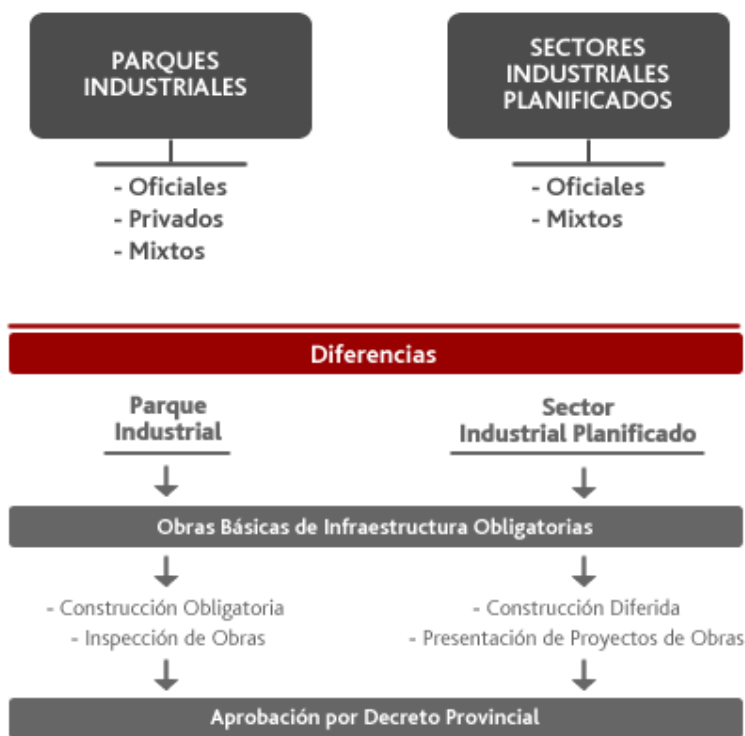 PARQUES
INDUSTRIALES
SECTORES
INDUSTRIALES
PLANIFICADOS
- Oficiales
- Privados
- Mixtos
- Oficiales
- Mixtos
Diferencias
Parque
Industrial
Sector
Industrial Planificado
Obras Básicas de Infraestructura Obligatorias
- Construcción Obligatoria
- Inspección de Obras
- Construcción Diferida
- Presentación de Proyectos de Obras
Aprobación por Decreto Provincial